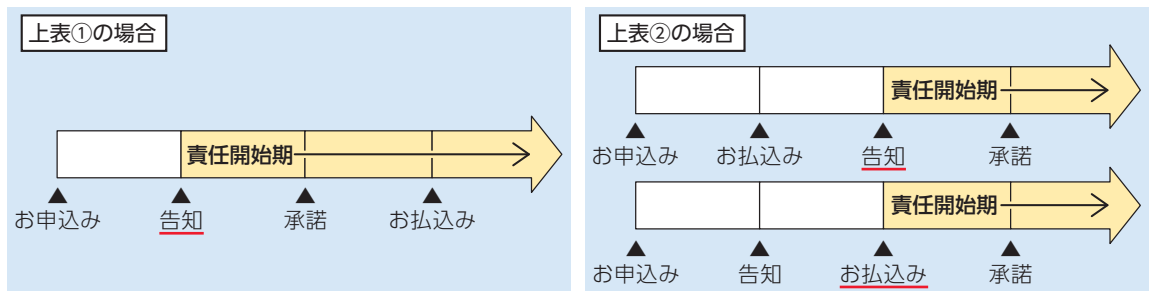 上表①の場合
責任開始期
お申込み 告知 承諾 お払込み
上表②の場合
責任開始期
お申込み お払込み 告知 承諾
責任開始期
お申込み 告知 お払込み 承諾